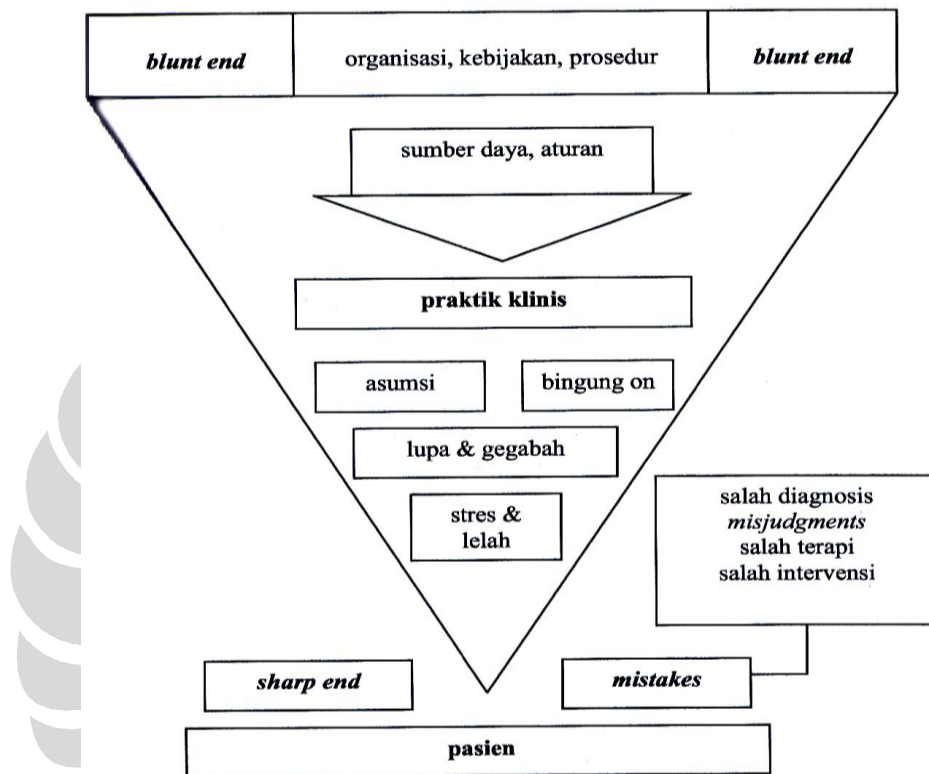 blunt end
organisasi, kebijakan, prosedur
blunt end
sumber daya, aturan
praktik klinis
asumsi
bingung on
lupa & gegabah
stres &
lelah
salah diagnosis
misjudgments
salah terapi
salah intervensi
sharp end
mistakes
pasien